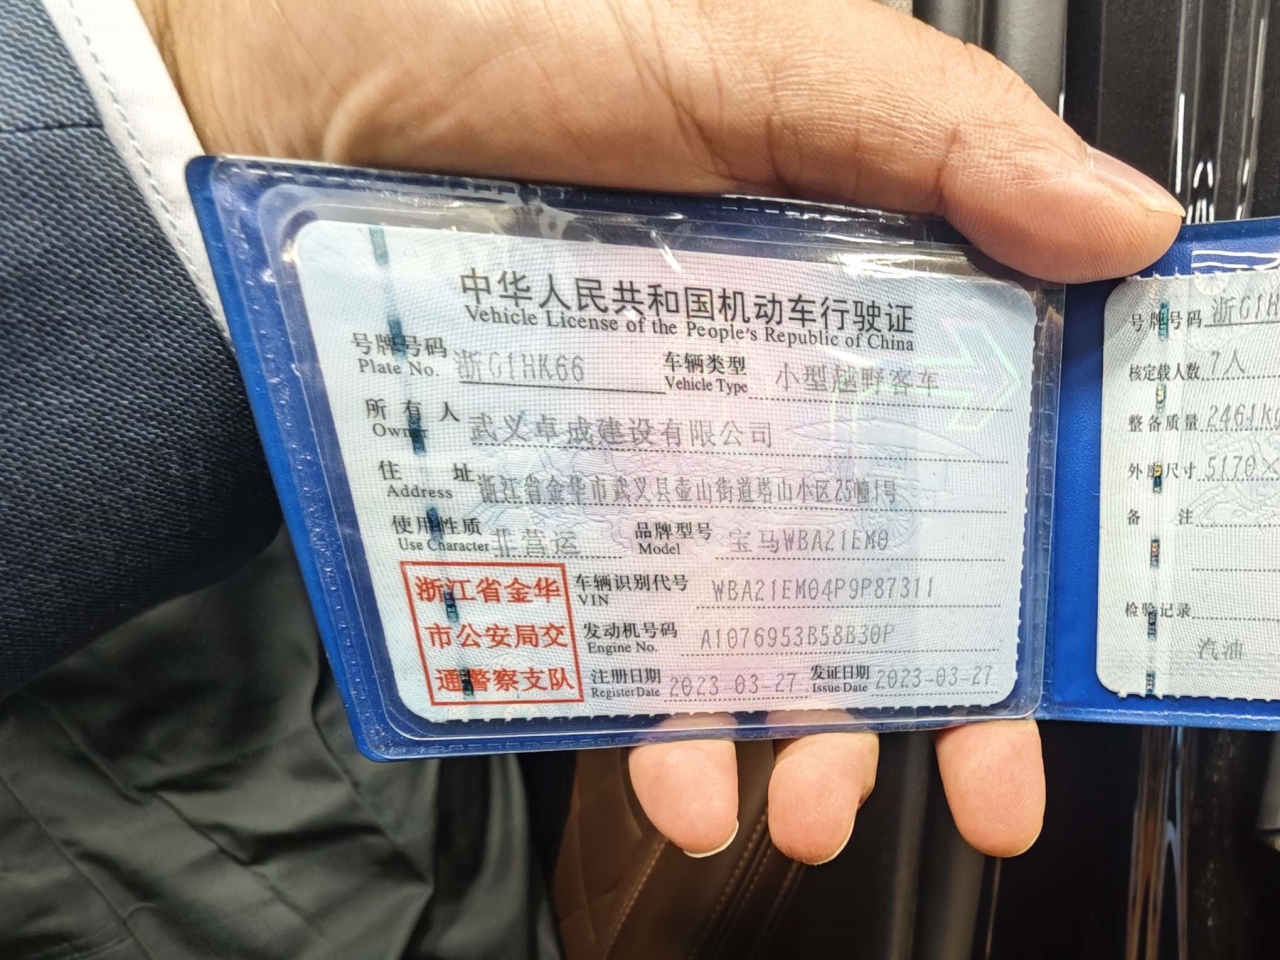 中华人民共和国机动车行驶证
Vehicle License of the People's Republic of China
号牌号码 浙G1HK66 车辆类型 小型越野客车
Plate No. Vehicle Type
所有人 武义卓成建设有限公司
Owner
住址 浙江省金华市武义县壶山街道塔山小区25幢1号
Address
使用性质 非营运 品牌型号 宝马WBA21EM0
Use Character Model
浙江省金华
市公安局交
通警察支队
车辆识别代号 WBA21EM04P9P87311
VIN
发动机号码 A1076953B58B30P
Engine No.
注册日期 2023-03-27 发证日期 2023-03-27
Register Date Issue Date
号牌号码 浙G1H
核定载人数 7人
整备质量 2461k
外廓尺寸 5170×
备注
检验记录
汽油